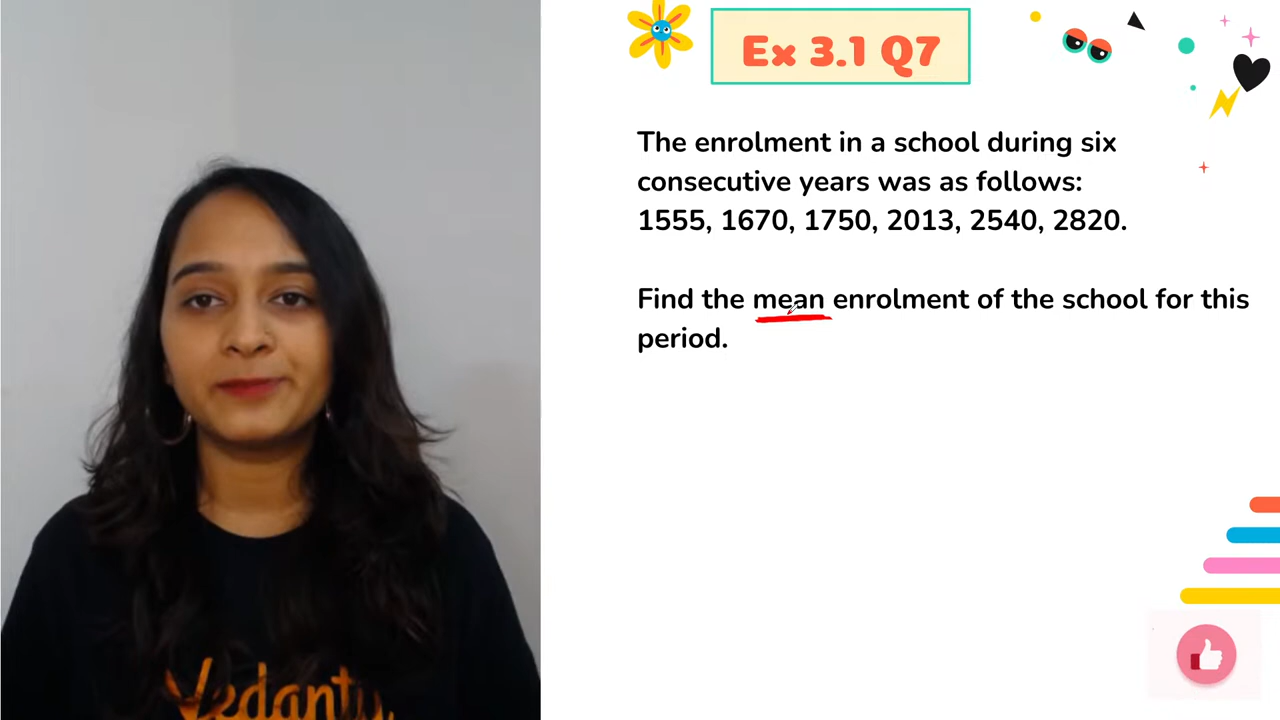 Ex 3.1 Q7
The enrolment in a school during six
consecutive years was as follows:
1555, 1670, 1750, 2013, 2540, 2820.
Find the mean enrolment of the school for this
period.
Vedantu